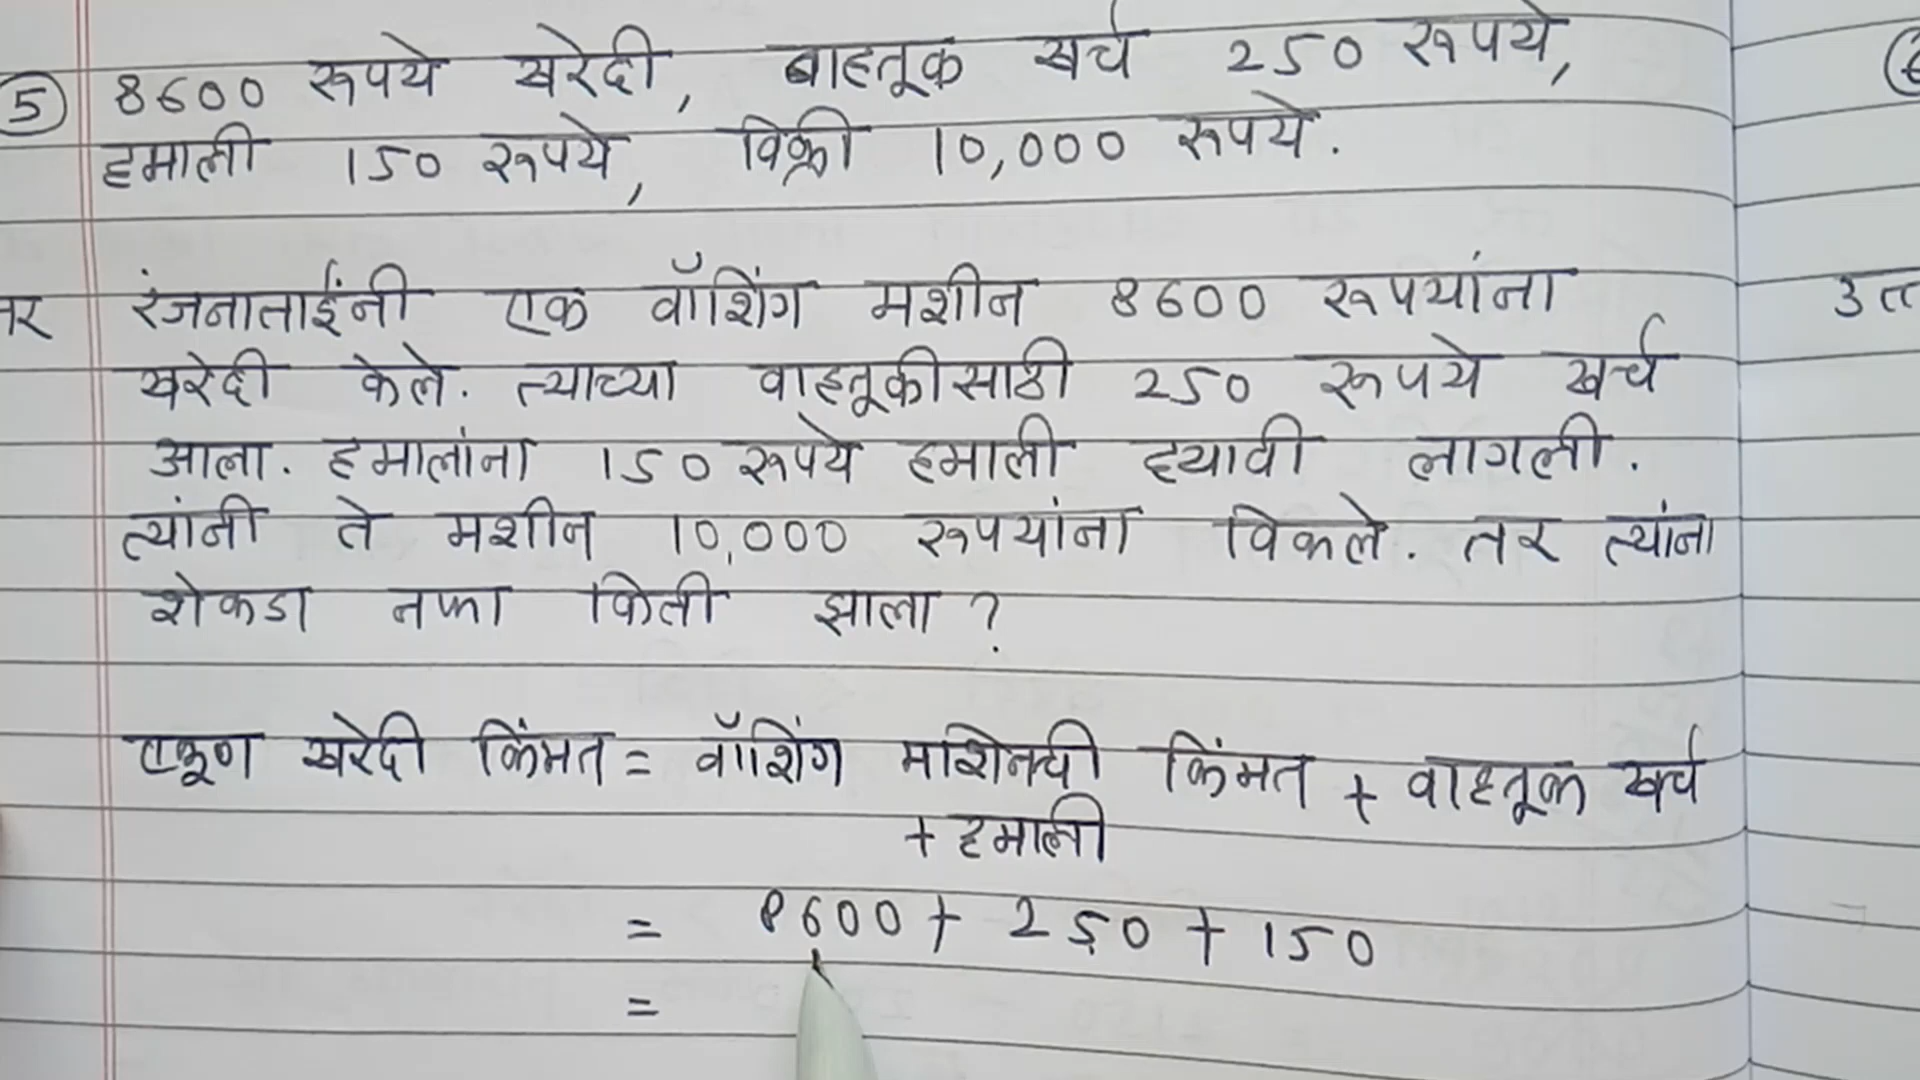 5 8600 रूपये खरेदी, वाहतूक खर्च 250 रूपये,
हमाली 150 रूपये, विक्री 10,000 रूपये.
रंजनाताईंनी एक वॉशिंग मशीन 8600 रूपयांना
खरेदी केले. त्याच्या वाहतूकीसाठी 250 रूपये खर्च
आला. हमालांना 150 रूपये हमाली द्यावी लागली.
त्यांनी ते मशीन 10,000 रूपयांना विकले. तर त्यांना
शेकडा नफा किती झाला ?
एकूण खरेदी किंमत = वॉशिंग मशिनची किंमत + वाहतूक खर्च
+ हमाली
= 8600 + 250 + 150
=